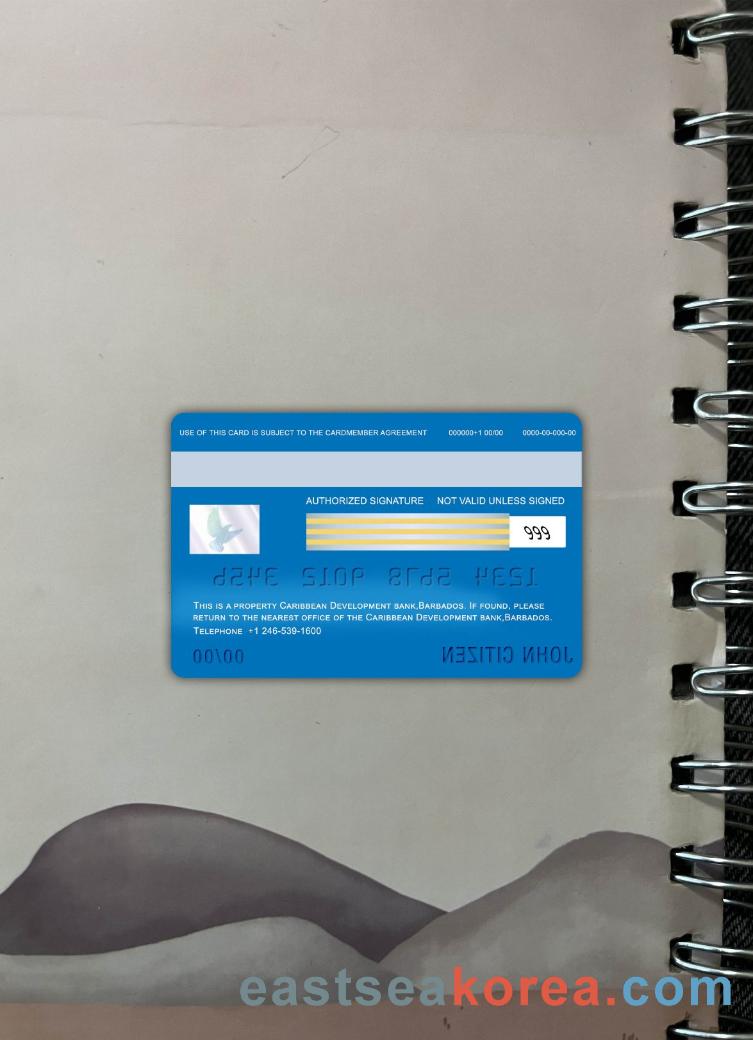 USE OF THIS CARD IS SUBJECT TO THE CARDMEMBER AGREEMENT 000000+1 00/00 0000-00-000-00
AUTHORIZED SIGNATURE NOT VALID UNLESS SIGNED
999
1234 5678 9012 3456
THIS IS A PROPERTY CARIBBEAN DEVELOPMENT BANK,BARBADOS. IF FOUND, PLEASE
RETURN TO THE NEAREST OFFICE OF THE CARIBBEAN DEVELOPMENT BANK,BARBADOS.
TELEPHONE +1 246-539-1600
00/00 JOHN CITIZEN
eastseakorea.com